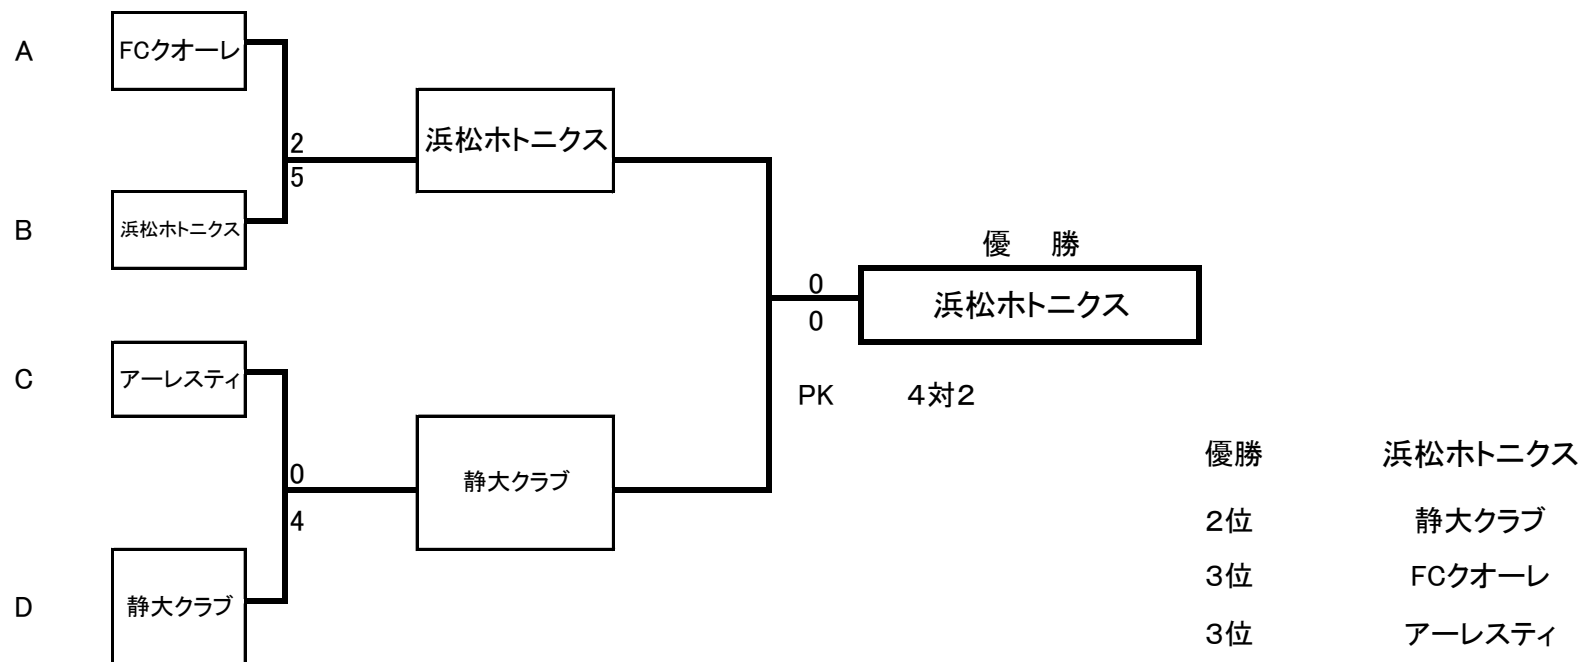 A
FCクオーレ
2
5
浜松ホトニクス
B
浜松ホトニクス
優　勝
0
0
浜松ホトニクス
C
アーレスティ
PK　４対２
0
4
静大クラブ
D
静大クラブ
優勝　浜松ホトニクス
２位　静大クラブ
３位　FCクオーレ
３位　アーレスティ